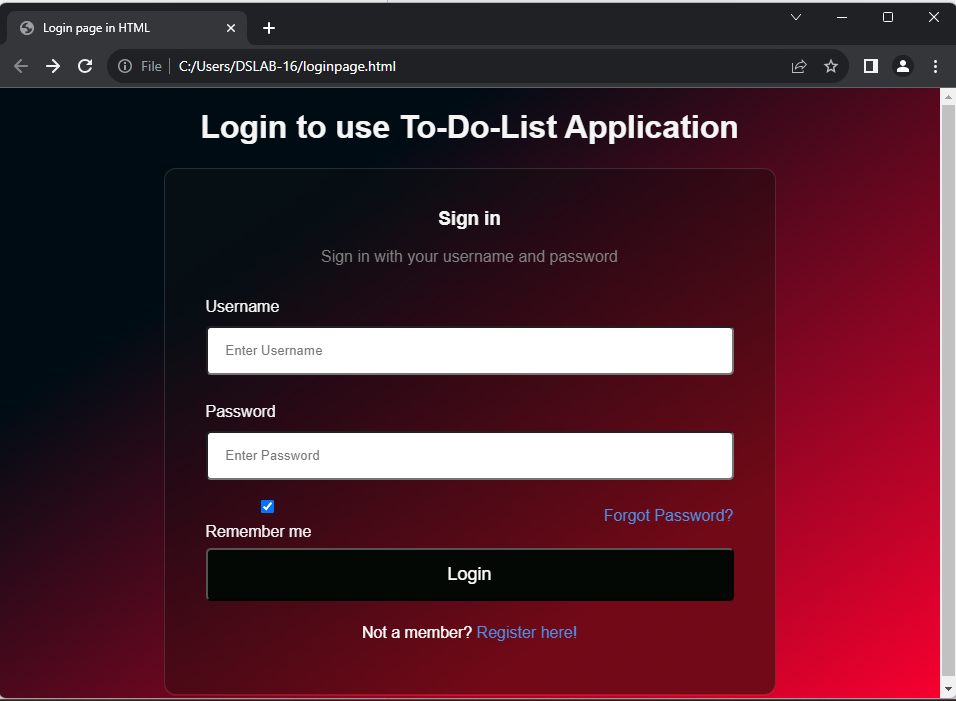 Login page in HTML
File C:/Users/DSLAB-16/loginpage.html
Login to use To-Do-List Application
Sign in
Sign in with your username and password
Username
Enter Username
Password
Enter Password
Forgot Password?
Remember me
Login
Not a member? Register here!